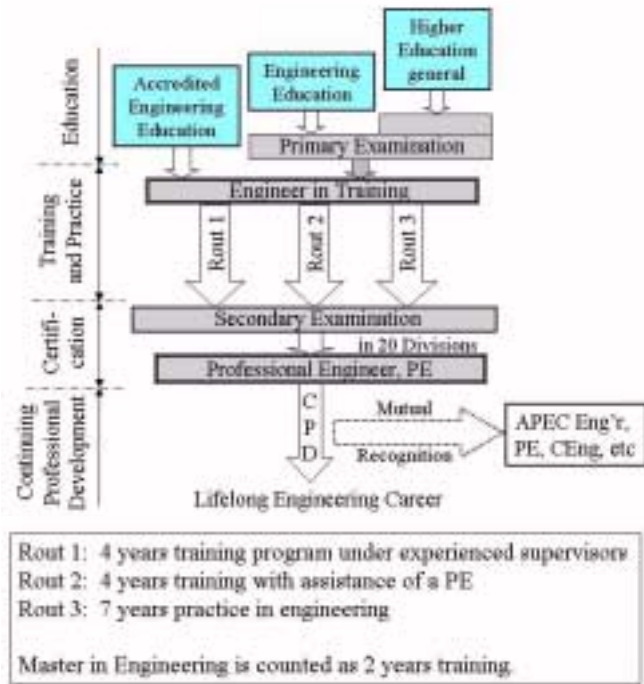 Higher
Education
general
Engineering
Education
Accredited
Engineering
Education
Primary Examination
Engineer in Training
Rout 1
Rout 2
Rout 3
Secondary Examination
in 20 Divisions
Professional Engineer, PE
CPD
Mutual
Recognition
APEC Eng'r,
PE, CEng, etc
Lifelong Engineering Career
Education
Training
and Practice
Certifi-
cation
Continuing
Professional
Development
Rout 1: 4 years training program under experienced supervisors
Rout 2: 4 years training with assistance of a PE
Rout 3: 7 years practice in engineering
Master in Engineering is counted as 2 years training.